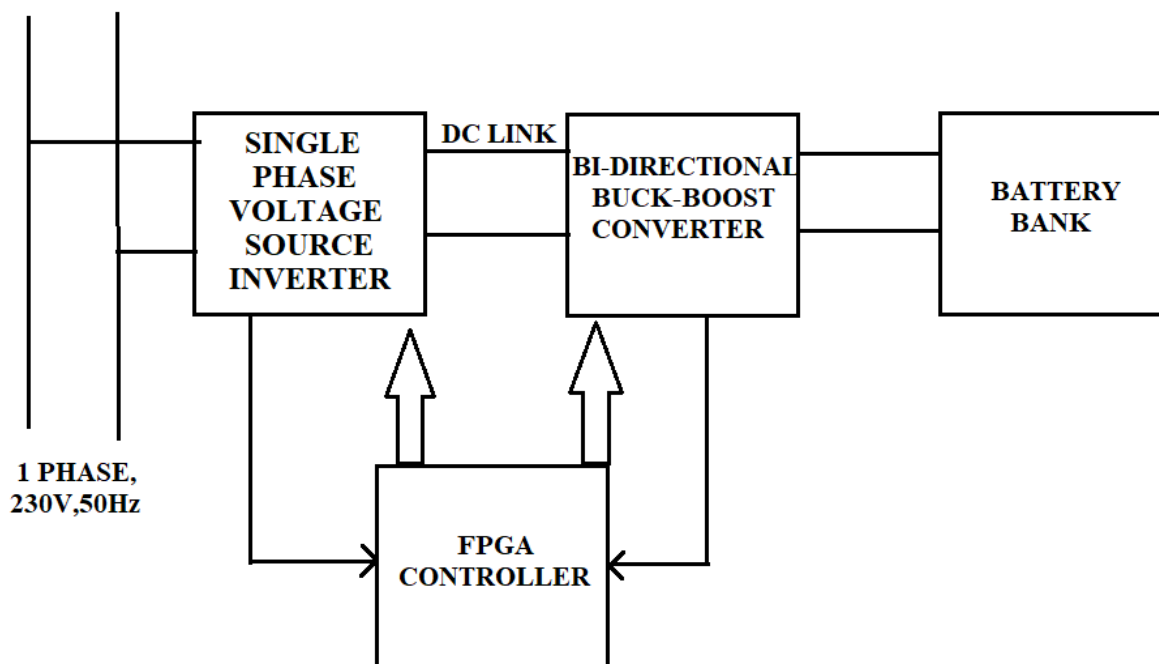 SINGLE
PHASE
VOLTAGE
SOURCE
INVERTER
DC LINK
BI-DIRECTIONAL
BUCK-BOOST
CONVERTER
BATTERY
BANK
1 PHASE,
230V,50Hz
FPGA
CONTROLLER